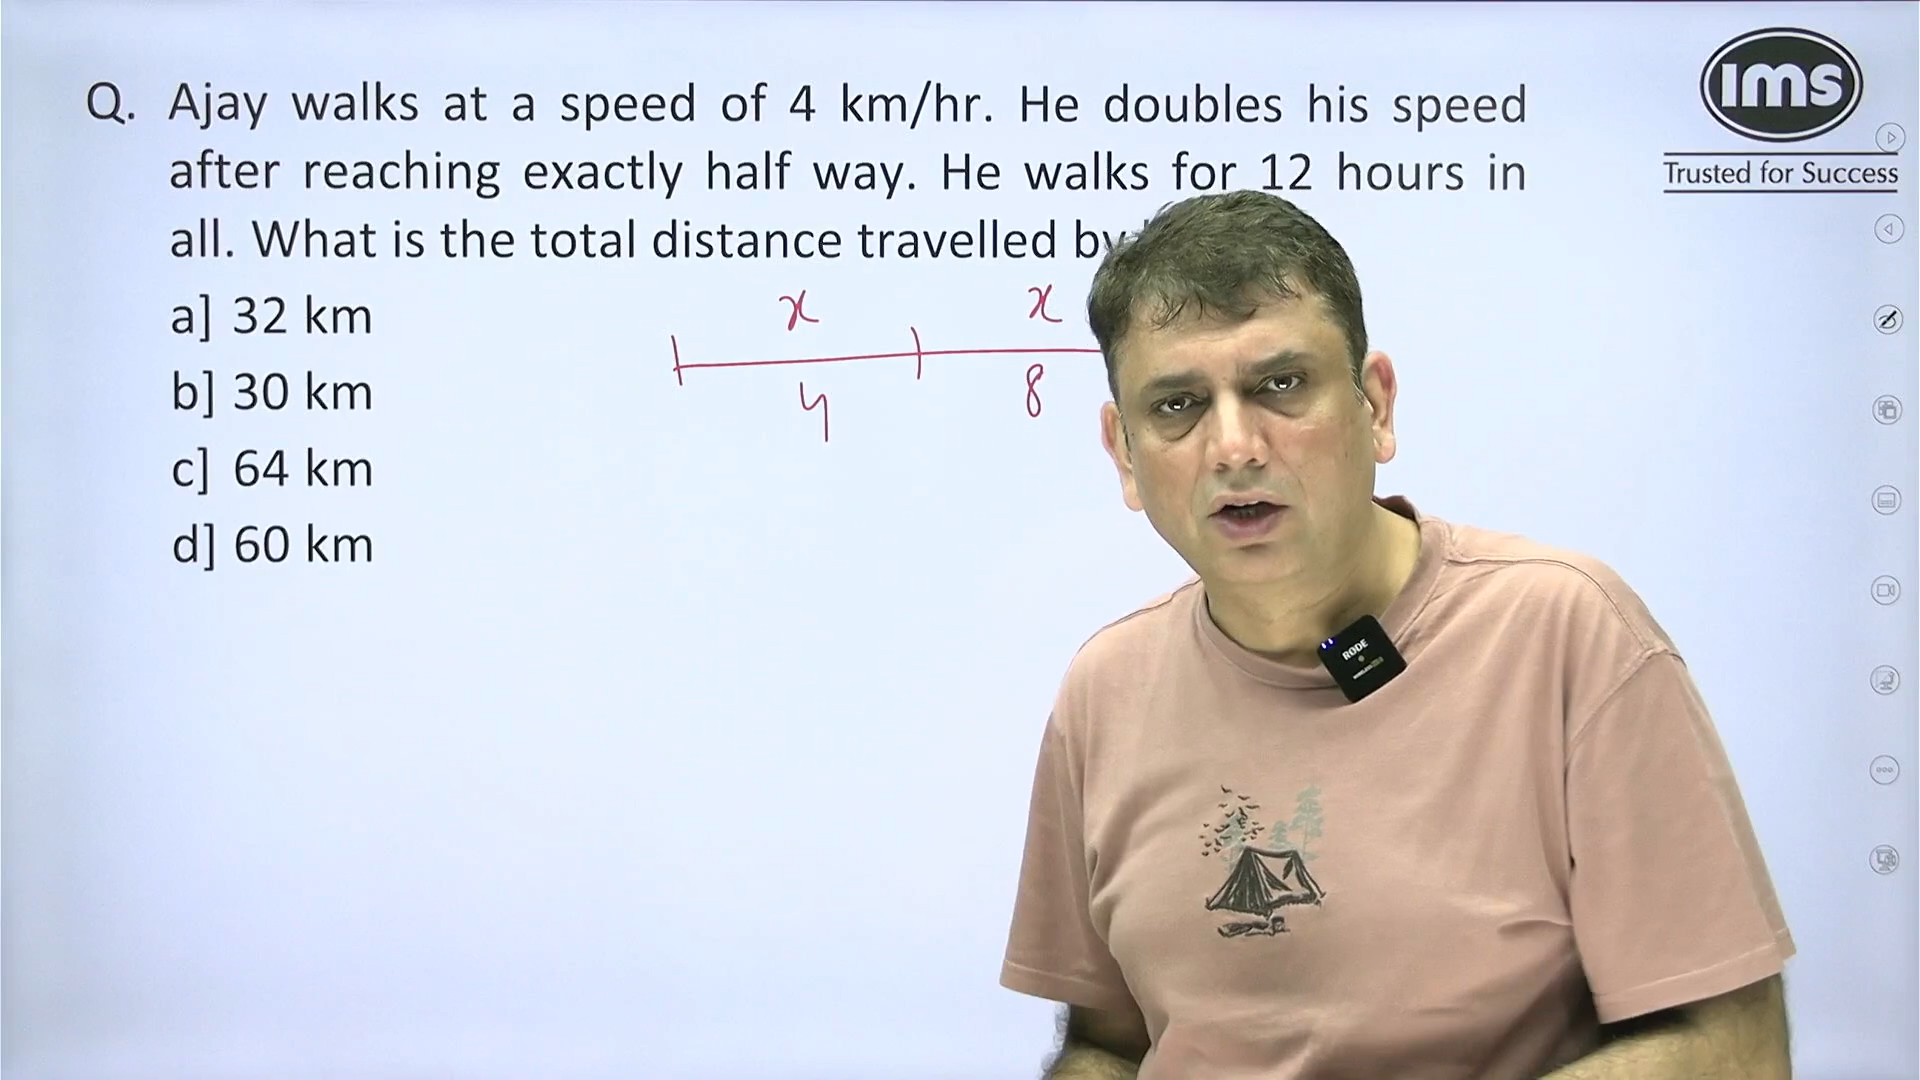 Q. Ajay walks at a speed of 4 km/hr. He doubles his speed
after reaching exactly half way. He walks for 12 hours in
all. What is the total distance travelled by
a] 32 km
b] 30 km
c] 64 km
d] 60 km
x x
4 8
ims
Trusted for Success
RODE